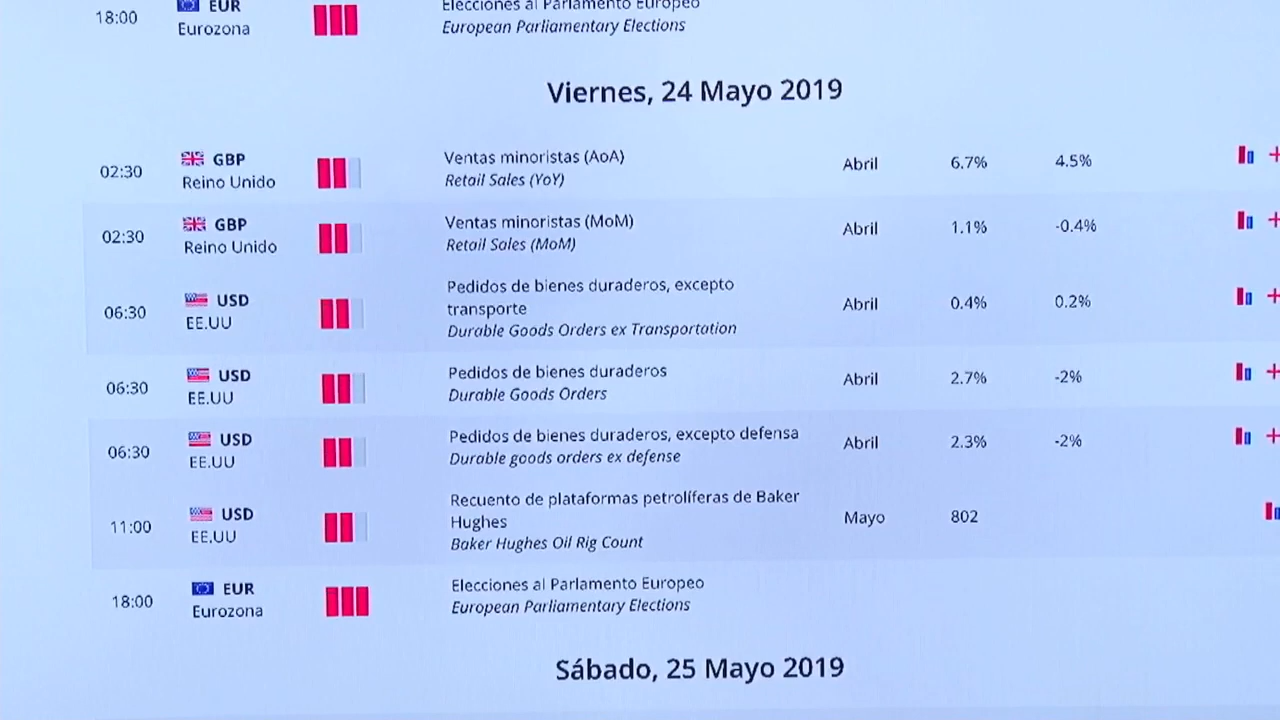 18:00 EUR Elecciones al Parlamento Europeo
Eurozona European Parliamentary Elections
Viernes, 24 Mayo 2019
02:30 GBP Ventas minoristas (AoA) Abril 6.7% 4.5%
Reino Unido Retail Sales (YoY)
02:30 GBP Ventas minoristas (MoM) Abril 1.1% -0.4%
Reino Unido Retail Sales (MoM)
06:30 USD Pedidos de bienes duraderos, excepto Abril 0.4% 0.2%
EE.UU transporte
Durable Goods Orders ex Transportation
06:30 USD Pedidos de bienes duraderos Abril 2.7% -2%
EE.UU Durable Goods Orders
06:30 USD Pedidos de bienes duraderos, excepto defensa Abril 2.3% -2%
EE.UU Durable goods orders ex defense
11:00 USD Recuento de plataformas petrolíferas de Baker Mayo 802
EE.UU Hughes
Baker Hughes Oil Rig Count
18:00 EUR Elecciones al Parlamento Europeo
Eurozona European Parliamentary Elections
Sábado, 25 Mayo 2019